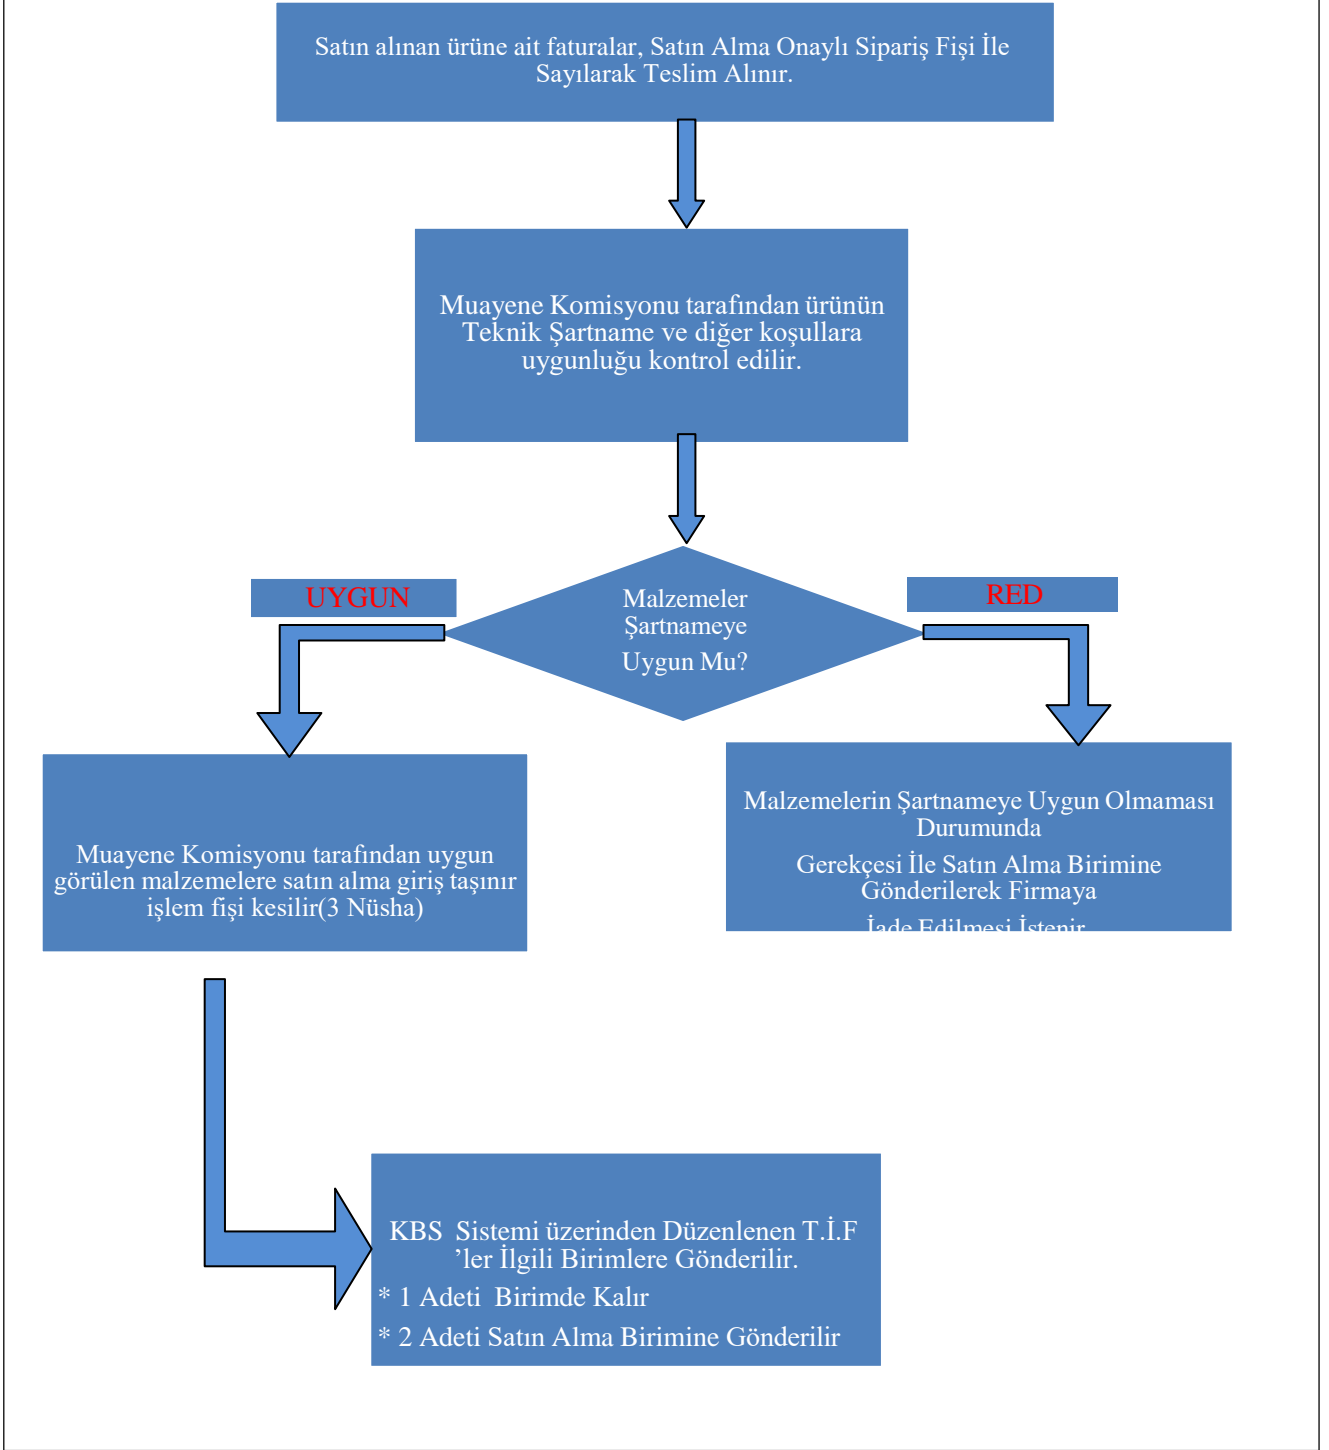 Satın alınan ürüne ait faturalar, Satın Alma Onaylı Sipariş Fişi İle
Sayılarak Teslim Alınır.
Muayene Komisyonu tarafından ürünün
Teknik Şartname ve diğer koşullara
uygunluğu kontrol edilir.
UYGUN
Malzemeler
Şartnameye
Uygun Mu?
RED
Muayene Komisyonu tarafından uygun
görülen malzemelere satın alma giriş taşınır
işlem fişi kesilir(3 Nüsha)
Malzemelerin Şartnameye Uygun Olmaması
Durumunda
Gerekçesi İle Satın Alma Birimine
Gönderilerek Firmaya
İade Edilmesi İstenir
KBS  Sistemi üzerinden Düzenlenen T.İ.F
’ler İlgili Birimlere Gönderilir.
* 1 Adeti  Birimde Kalır
* 2 Adeti Satın Alma Birimine Gönderilir